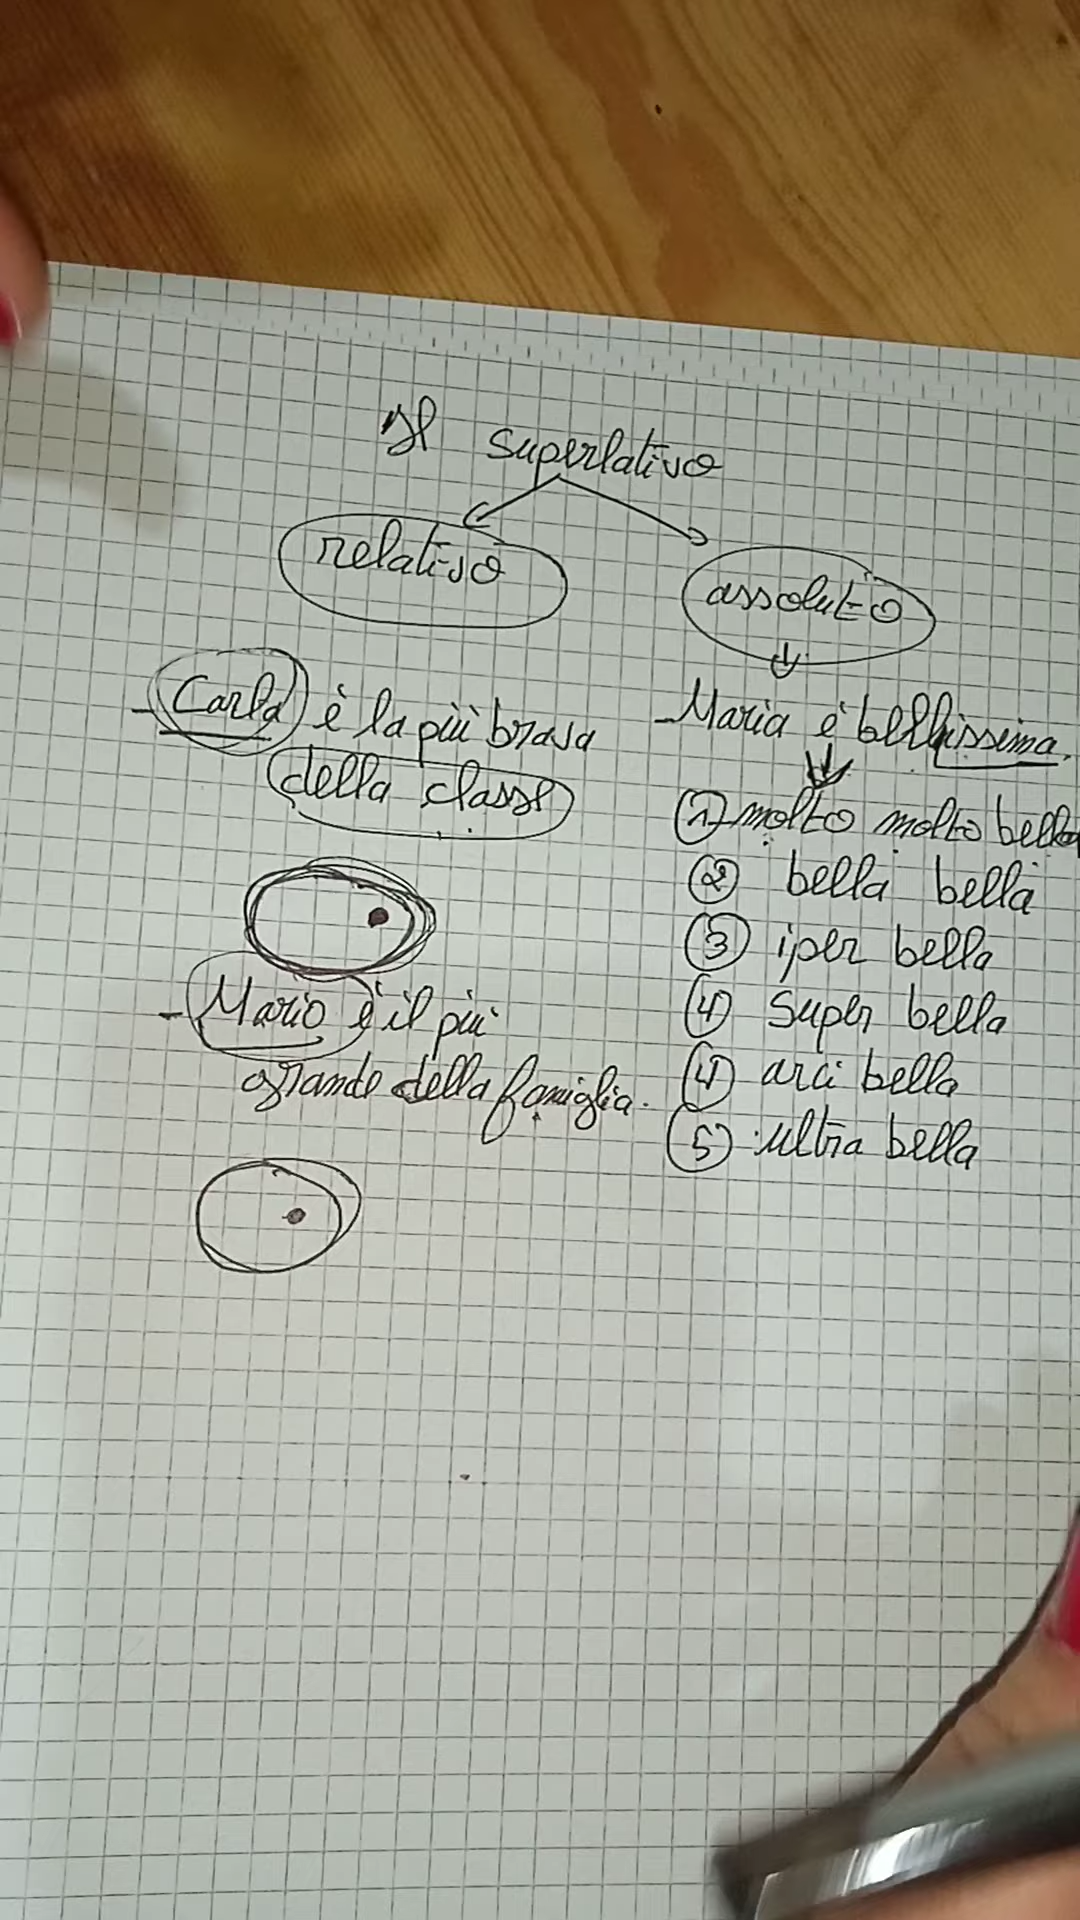 Il superlativo
relativo
assoluto
- Carla è la più brava
della classe
- Mario è il più
grande della famiglia.
- Maria è bellissima.
① molto molto bella
② bella bella
③ iper bella
④ Super bella
④ arci bella
⑤ ultra bella